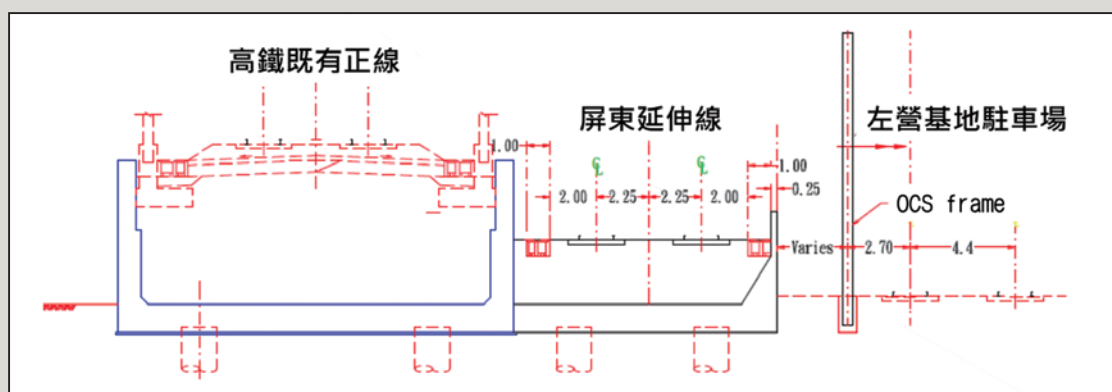 高鐵既有正線
屏東延伸線
左營基地駐車場
1.00
℄
℄
1.00
2.00
2.25
2.25
2.00
0.25
OCS frame
Varies
2.70
4.4